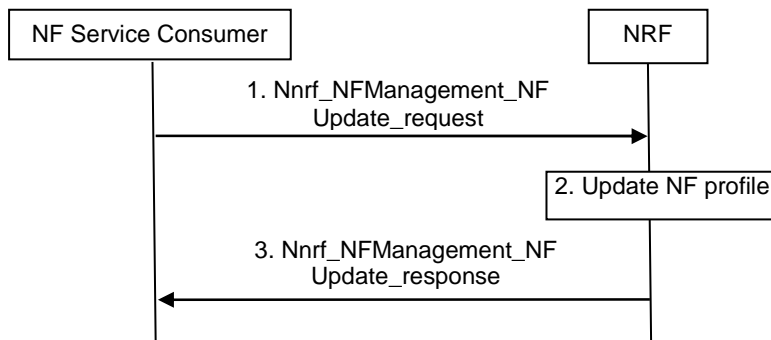 NF Service Consumer
NRF
1. Nnrf_NFManagement_NF
Update_request
2. Update NF profile
3. Nnrf_NFManagement_NF
Update_response